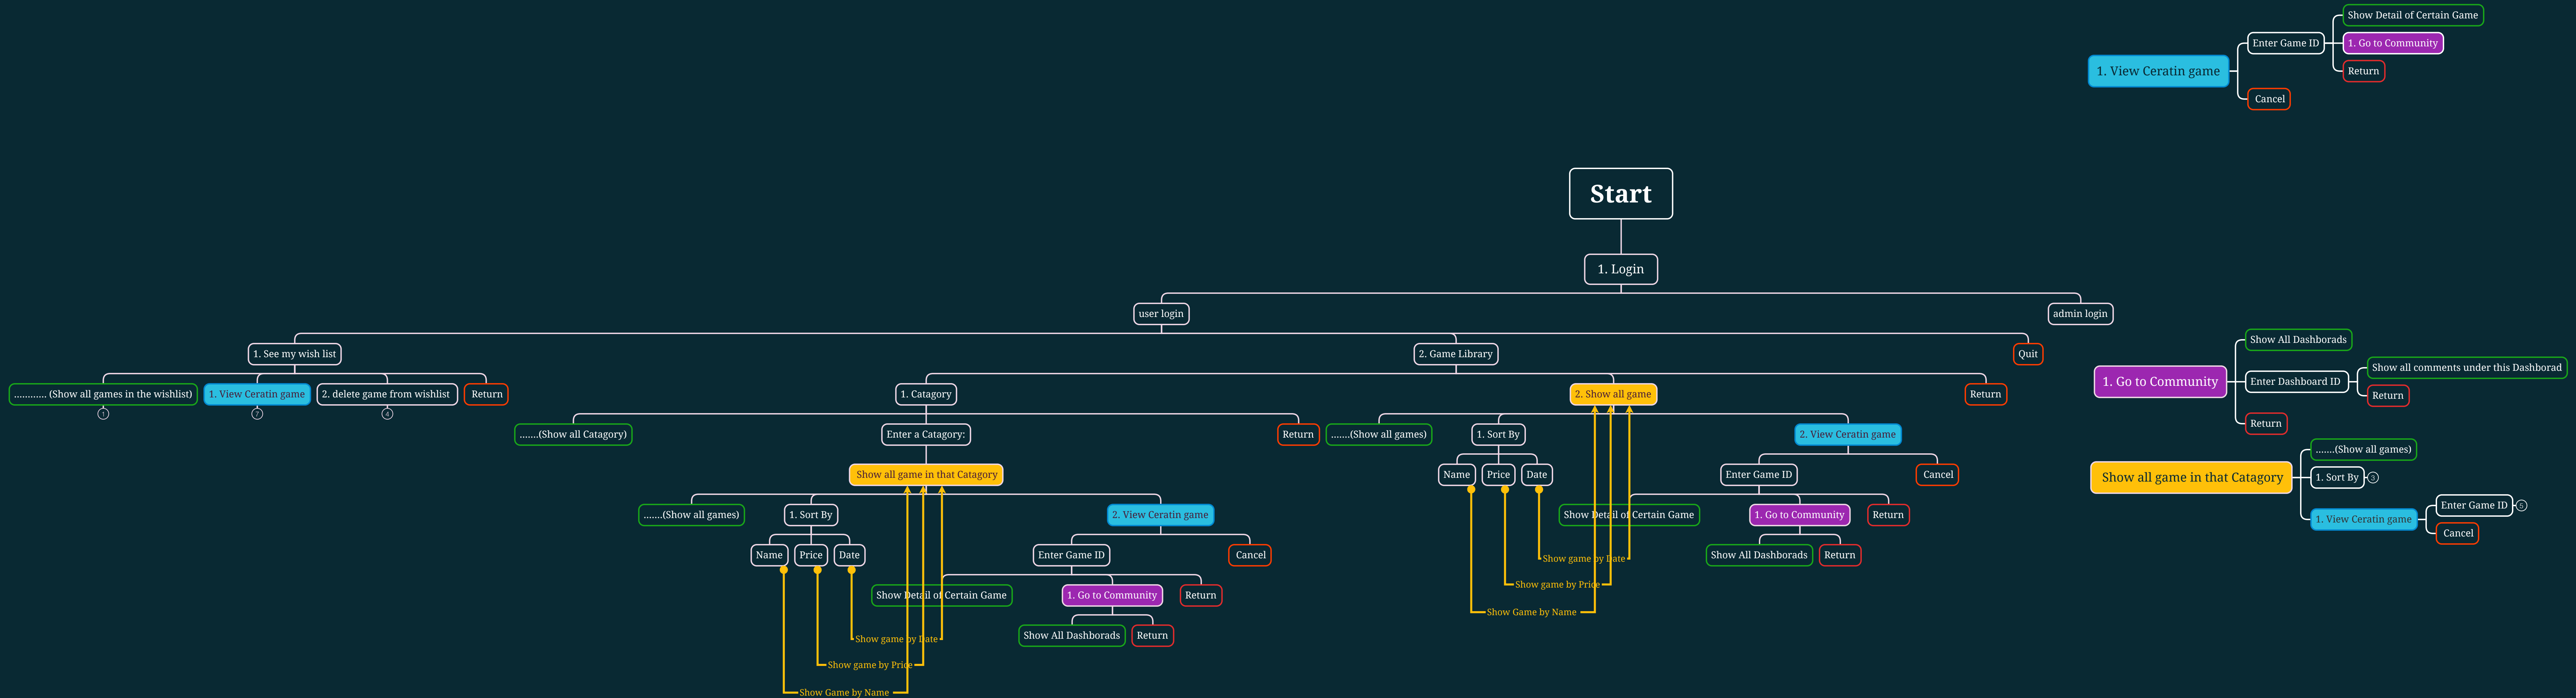 Show Detail of Certain Game
Enter Game ID
1. Go to Community
1. View Ceratin game
Return
Cancel
Start
1. Login
user login
admin login
Show All Dashborads
1. See my wish list
2. Game Library
Quit
Show all comments under this Dashborad
1. Go to Community
Enter Dashboard ID
............ (Show all games in the wishlist)
1. View Ceratin game
2. delete game from wishlist
Return
1. Catagory
2. Show all game
Return
Return
1
7
4
Return
.......(Show all Catagory)
Enter a Catagory:
Return
.......(Show all games)
1. Sort By
2. View Ceratin game
.......(Show all games)
Show all game in that Catagory
Name
Price
Date
Enter Game ID
Cancel
Show all game in that Catagory
1. Sort By
3
.......(Show all games)
1. Sort By
2. View Ceratin game
Show Detail of Certain Game
1. Go to Community
Return
1. View Ceratin game
Enter Game ID
5
Cancel
Name
Price
Date
Enter Game ID
Cancel
Show game by Date
Show All Dashborads
Return
Show game by Price
Show Detail of Certain Game
1. Go to Community
Return
Show Game by Name
Show game by Date
Show All Dashborads
Return
Show game by Price
Show Game by Name